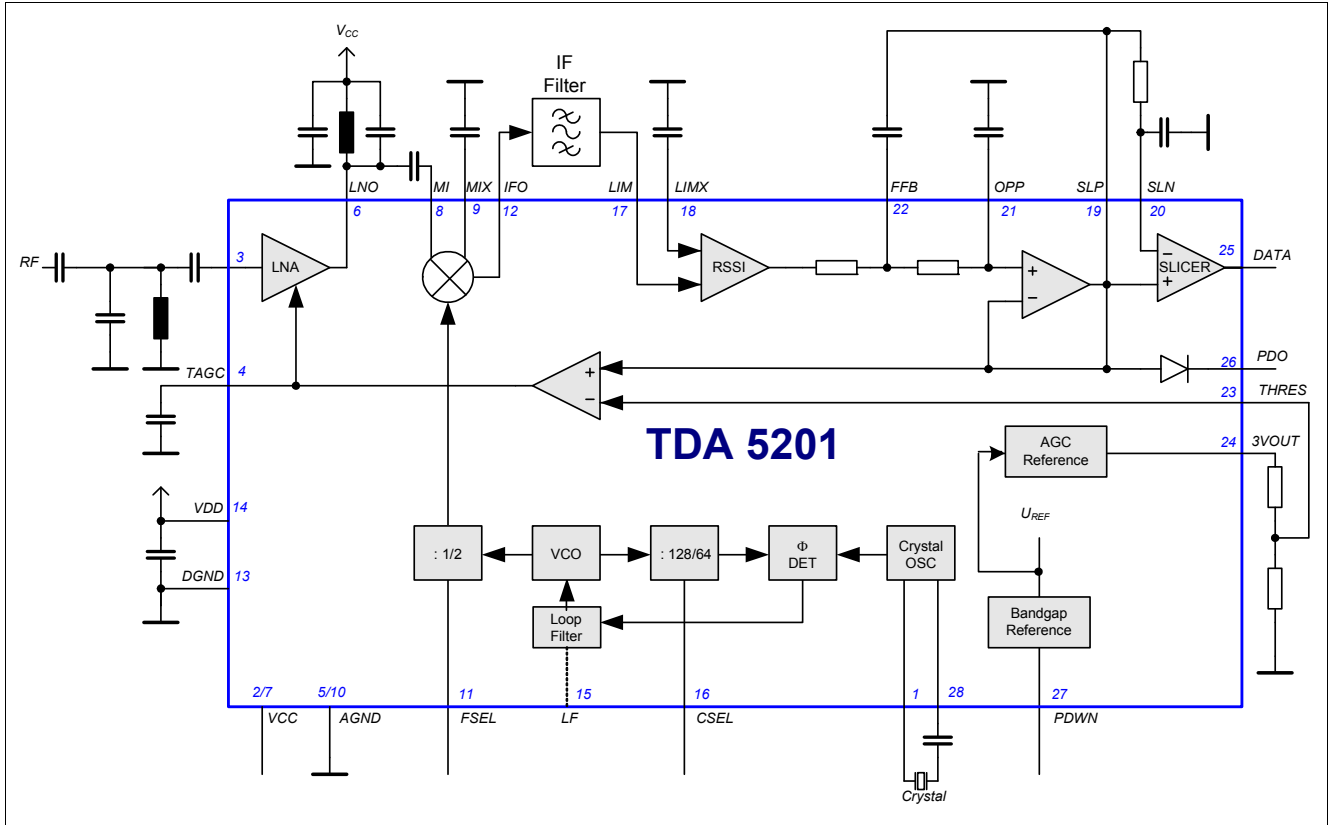 VCC
IF
Filter
LNO
MI
MIX
IFO
LIM
LIMX
FFB
OPP
SLP
SLN
6
8
9
12
17
18
22
21
19
20
RF
3
LNA
RSSI
+
−
−
SLICER
+
25
DATA
TAGC
4
+
−
26
PDO
23
THRES
TDA 5201
AGC
Reference
24
3VOUT
UREF
VDD
14
DGND
13
: 1/2
VCO
: 128/64
Φ
DET
Crystal
OSC
Loop
Filter
Bandgap
Reference
2/7
5/10
11
15
16
1
28
27
VCC
AGND
FSEL
LF
CSEL
PDWN
Crystal